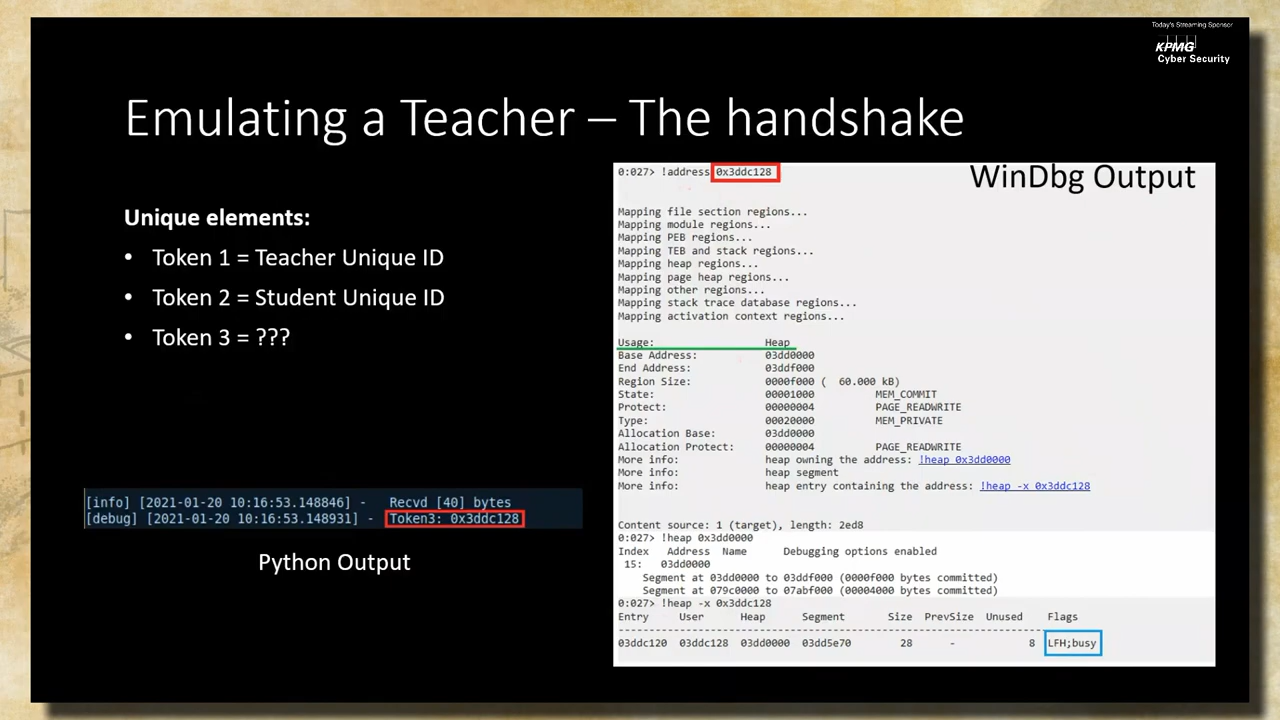 Today's Streaming Sponsor
KPMG
Cyber Security
Emulating a Teacher – The handshake
Unique elements:
• Token 1 = Teacher Unique ID
• Token 2 = Student Unique ID
• Token 3 = ???
[info] [2021-01-20 10:16:53.148846] - Recvd [40] bytes
[debug] [2021-01-20 10:16:53.148931] - Token3: 0x3ddc128
Python Output
WinDbg Output
0:027> !address 0x3ddc128
Mapping file section regions...
Mapping module regions...
Mapping PEB regions...
Mapping TEB and stack regions...
Mapping heap regions...
Mapping page heap regions...
Mapping other regions...
Mapping stack trace database regions...
Mapping activation context regions...
Usage: Heap
Base Address: 03dd0000
End Address: 03ddf000
Region Size: 0000f000 ( 60.000 kB)
State: 00001000 MEM_COMMIT
Protect: 00000004 PAGE_READWRITE
Type: 00020000 MEM_PRIVATE
Allocation Base: 03dd0000
Allocation Protect: 00000004 PAGE_READWRITE
More info: heap owning the address: !heap 0x3dd0000
More info: heap segment
More info: heap entry containing the address: !heap -x 0x3ddc128
Content source: 1 (target), length: 2ed8
0:027> !heap 0x3dd0000
Index Address Name Debugging options enabled
15: 03dd0000
Segment at 03dd0000 to 03ddf000 (0000f000 bytes committed)
Segment at 079c0000 to 07abf000 (00004000 bytes committed)
0:027> !heap -x 0x3ddc128
Entry User Heap Segment Size PrevSize Unused Flags
03ddc120 03ddc128 03dd0000 03dd5e70 28 - 8 LFH;busy